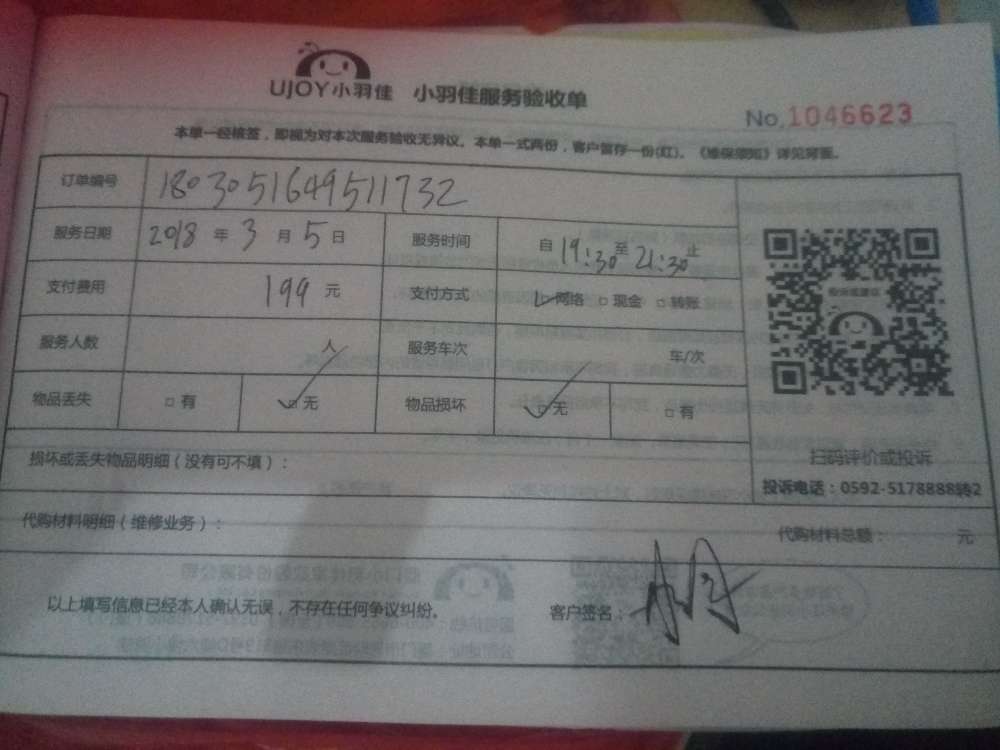 UJOY小羽佳 小羽佳服务验收单
No.1046623
本单一经核签，即视为对本次服务验收无异议。本单一式两份，客户留存一份(红)。《维保须知》详见背面。
订单编号 1803051649511732
服务日期 2018 年 3 月 5 日 服务时间 自 19:30 至 21:30 止
支付费用 199 元 支付方式 ☑网络 □现金 □转账
服务人数 人 服务车次 车/次
物品丢失 □有 ☑无 物品损坏 ☑无 □有
投诉或建议
扫码评价或投诉
投诉电话：0592-5178888转2
损坏或丢失物品明细（没有可不填）：
代购材料明细（维修业务）： 代购材料总额： 元
以上填写信息已经本人确认无误，不存在任何争议纠纷。 客户签名：